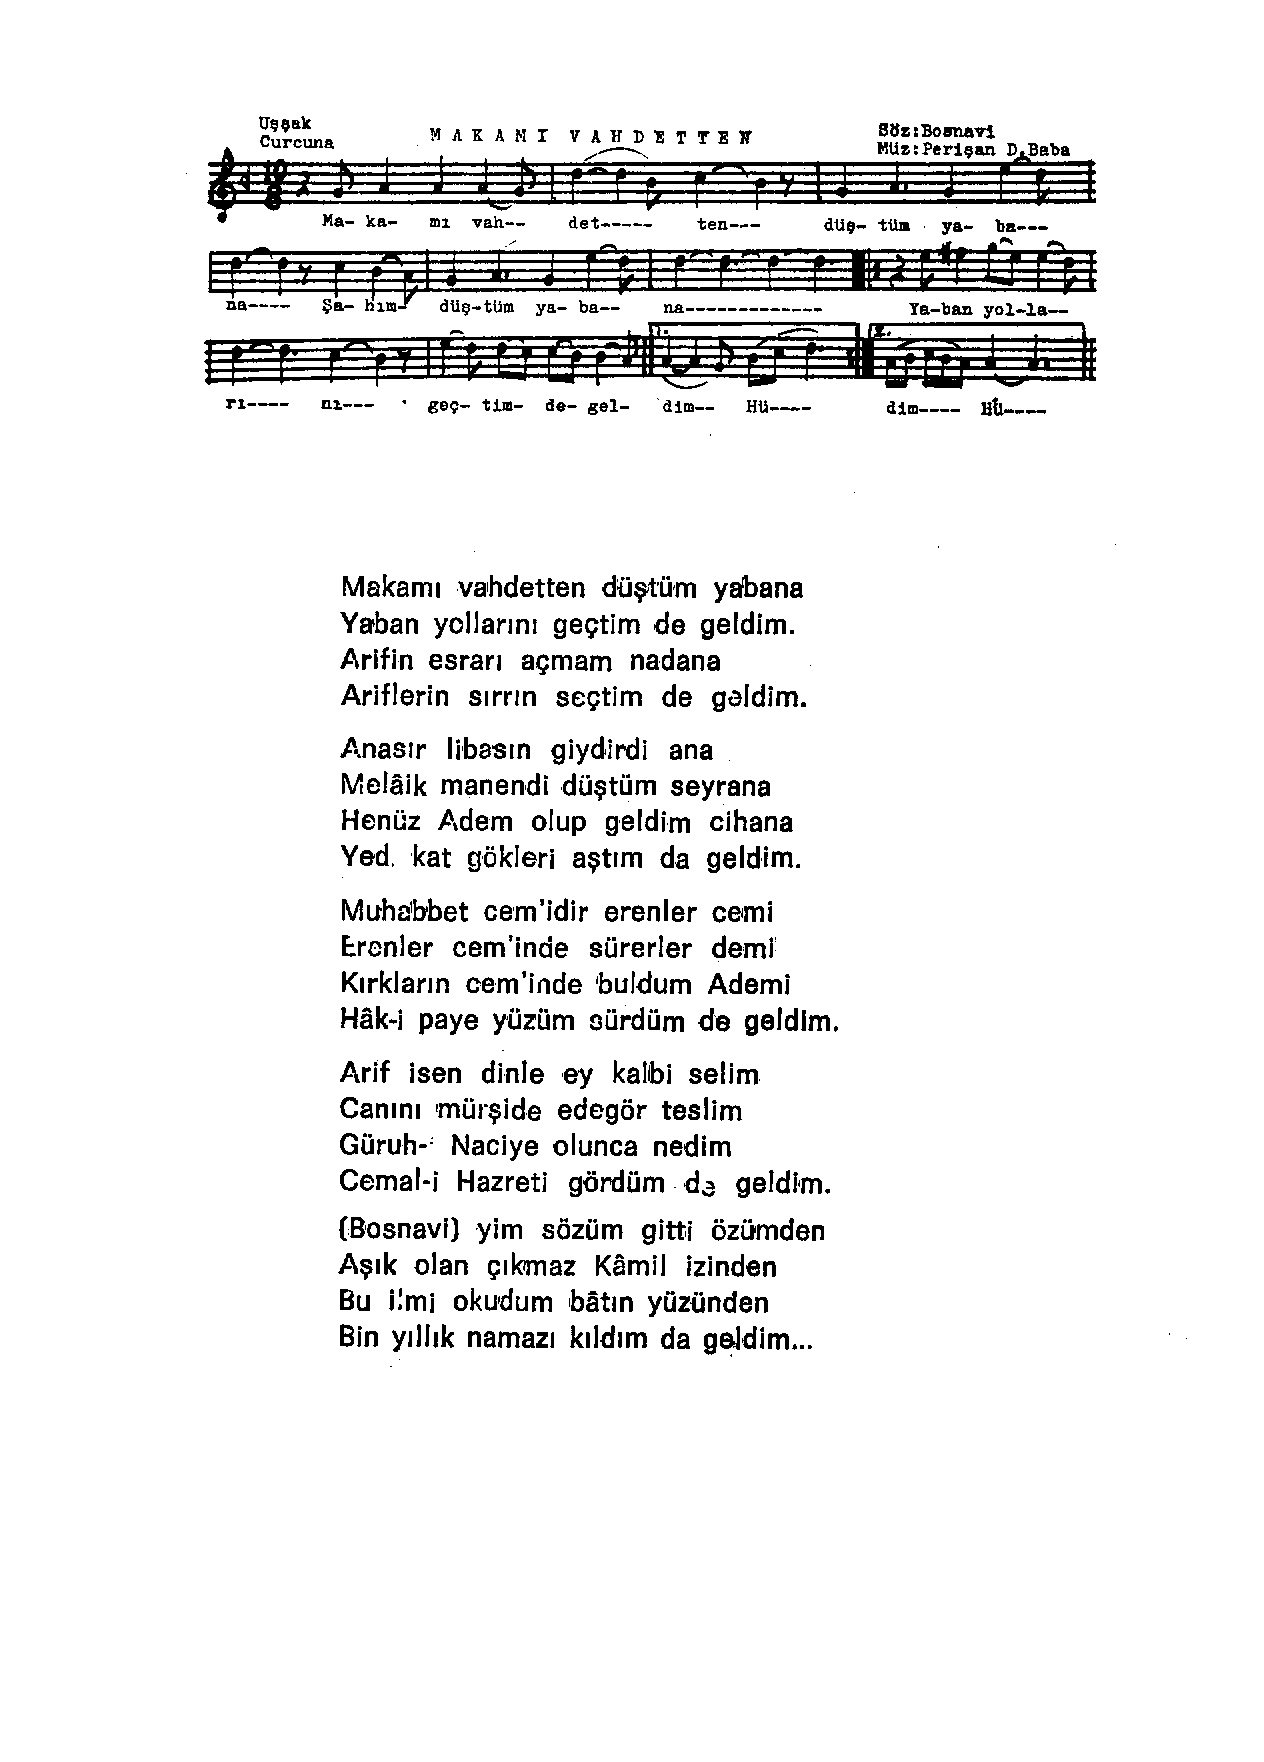 Uşşak
Curcuna
MAKAMI VAHDETTEN
Söz:Bosnavi
Müz:Perişan D.Baba
10
8
Ma- ka- mı vah-- det----- ten--- düş- tüm ya- ba---
na---- Şa- hım- düş-tüm ya- ba-- na------------- Ya-ban yol-la--
1. 2.
rı---- nı--- geç- tim- de- gel- dim-- Hü---- dim---- Hü----
Makamı vahdetten düştüm yabana
Yaban yollarını geçtim de geldim.
Arifin esrarı açmam nadana
Ariflerin sırrın seçtim de geldim.
Anasır libasın giydirdi ana
Melâik manendi düştüm seyrana
Henüz Adem olup geldim cihana
Yed. kat gökleri aştım da geldim.
Muhabbet cem'idir erenler cemi
Erenler cem'inde sürerler demi
Kırkların cem'inde buldum Ademi
Hâk-i paye yüzüm sürdüm de geldim.
Arif isen dinle ey kalbi selim
Canını mürşide edegör teslim
Güruh-i Naciye olunca nedim
Cemal-i Hazreti gördüm de geldim.
(Bosnavi) yim sözüm gitti özümden
Aşık olan çıkmaz Kâmil izinden
Bu ilmi okudum bâtın yüzünden
Bin yıllık namazı kıldım da geldim...